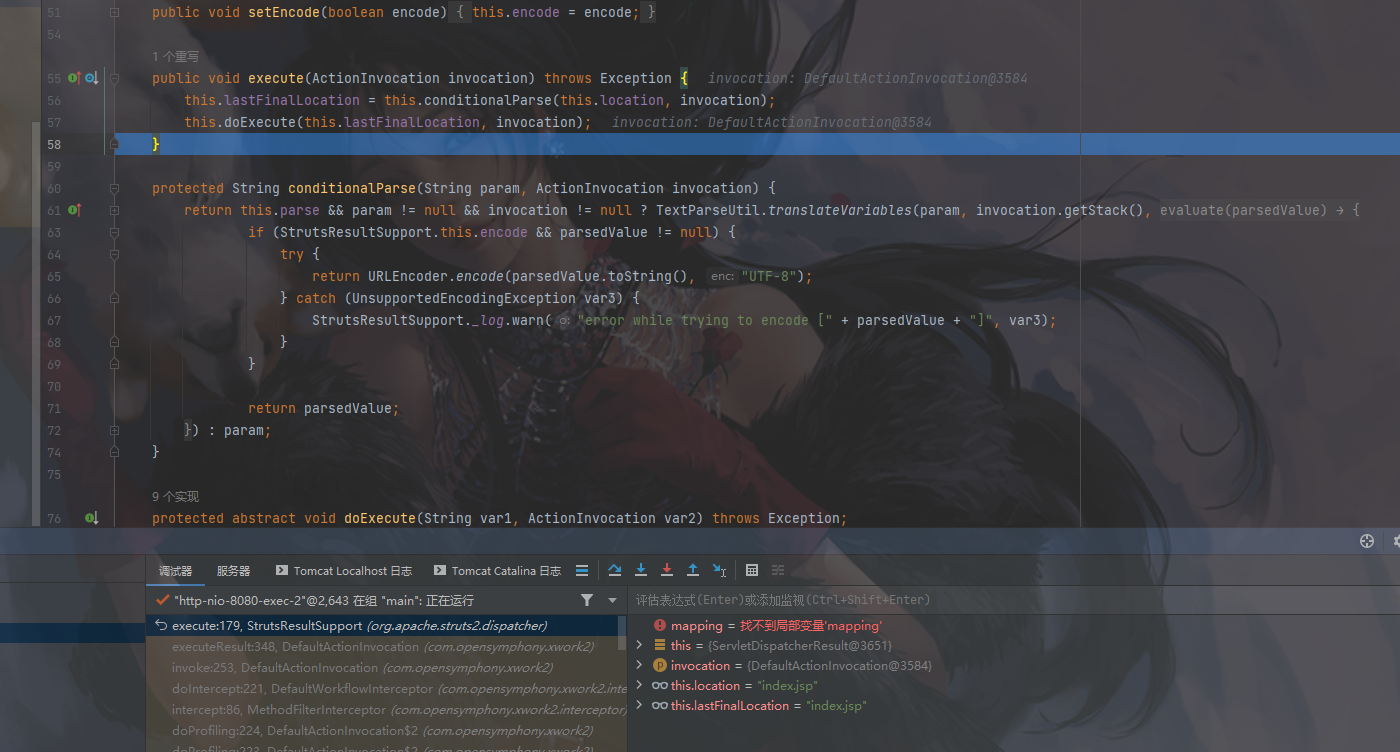 51 public void setEncode(boolean encode) { this.encode = encode; }
54
1 个重写
55 public void execute(ActionInvocation invocation) throws Exception { invocation: DefaultActionInvocation@3584
56 this.lastFinalLocation = this.conditionalParse(this.location, invocation);
57 this.doExecute(this.lastFinalLocation, invocation); invocation: DefaultActionInvocation@3584
58 }
59
60 protected String conditionalParse(String param, ActionInvocation invocation) {
61 return this.parse && param != null && invocation != null ? TextParseUtil.translateVariables(param, invocation.getStack(), evaluate(parsedValue) → {
63 if (StrutsResultSupport.this.encode && parsedValue != null) {
64 try {
65 return URLEncoder.encode(parsedValue.toString(), enc: "UTF-8");
66 } catch (UnsupportedEncodingException var3) {
67 StrutsResultSupport._log.warn( o: "error while trying to encode [" + parsedValue + "]", var3);
68 }
69 }
70
71 return parsedValue;
72 }) : param;
74 }
75
9 个实现
76 protected abstract void doExecute(String var1, ActionInvocation var2) throws Exception;
调试器 服务器 Tomcat Localhost 日志 Tomcat Catalina 日志
"http-nio-8080-exec-2"@2,643 在组 "main": 正在运行
评估表达式(Enter)或添加监视(Ctrl+Shift+Enter)
execute:179, StrutsResultSupport (org.apache.struts2.dispatcher)
executeResult:348, DefaultActionInvocation (com.opensymphony.xwork2)
invoke:253, DefaultActionInvocation (com.opensymphony.xwork2)
doIntercept:221, DefaultWorkflowInterceptor (com.opensymphony.xwork2.inte
intercept:86, MethodFilterInterceptor (com.opensymphony.xwork2.interceptor)
doProfiling:224, DefaultActionInvocation$2 (com.opensymphony.xwork2)
doProfiling:223, DefaultActionInvocation$2 (com.opensymphony.xwork2)
mapping = 找不到局部变量'mapping'
this = {ServletDispatcherResult@3651}
invocation = {DefaultActionInvocation@3584}
this.location = "index.jsp"
this.lastFinalLocation = "index.jsp"